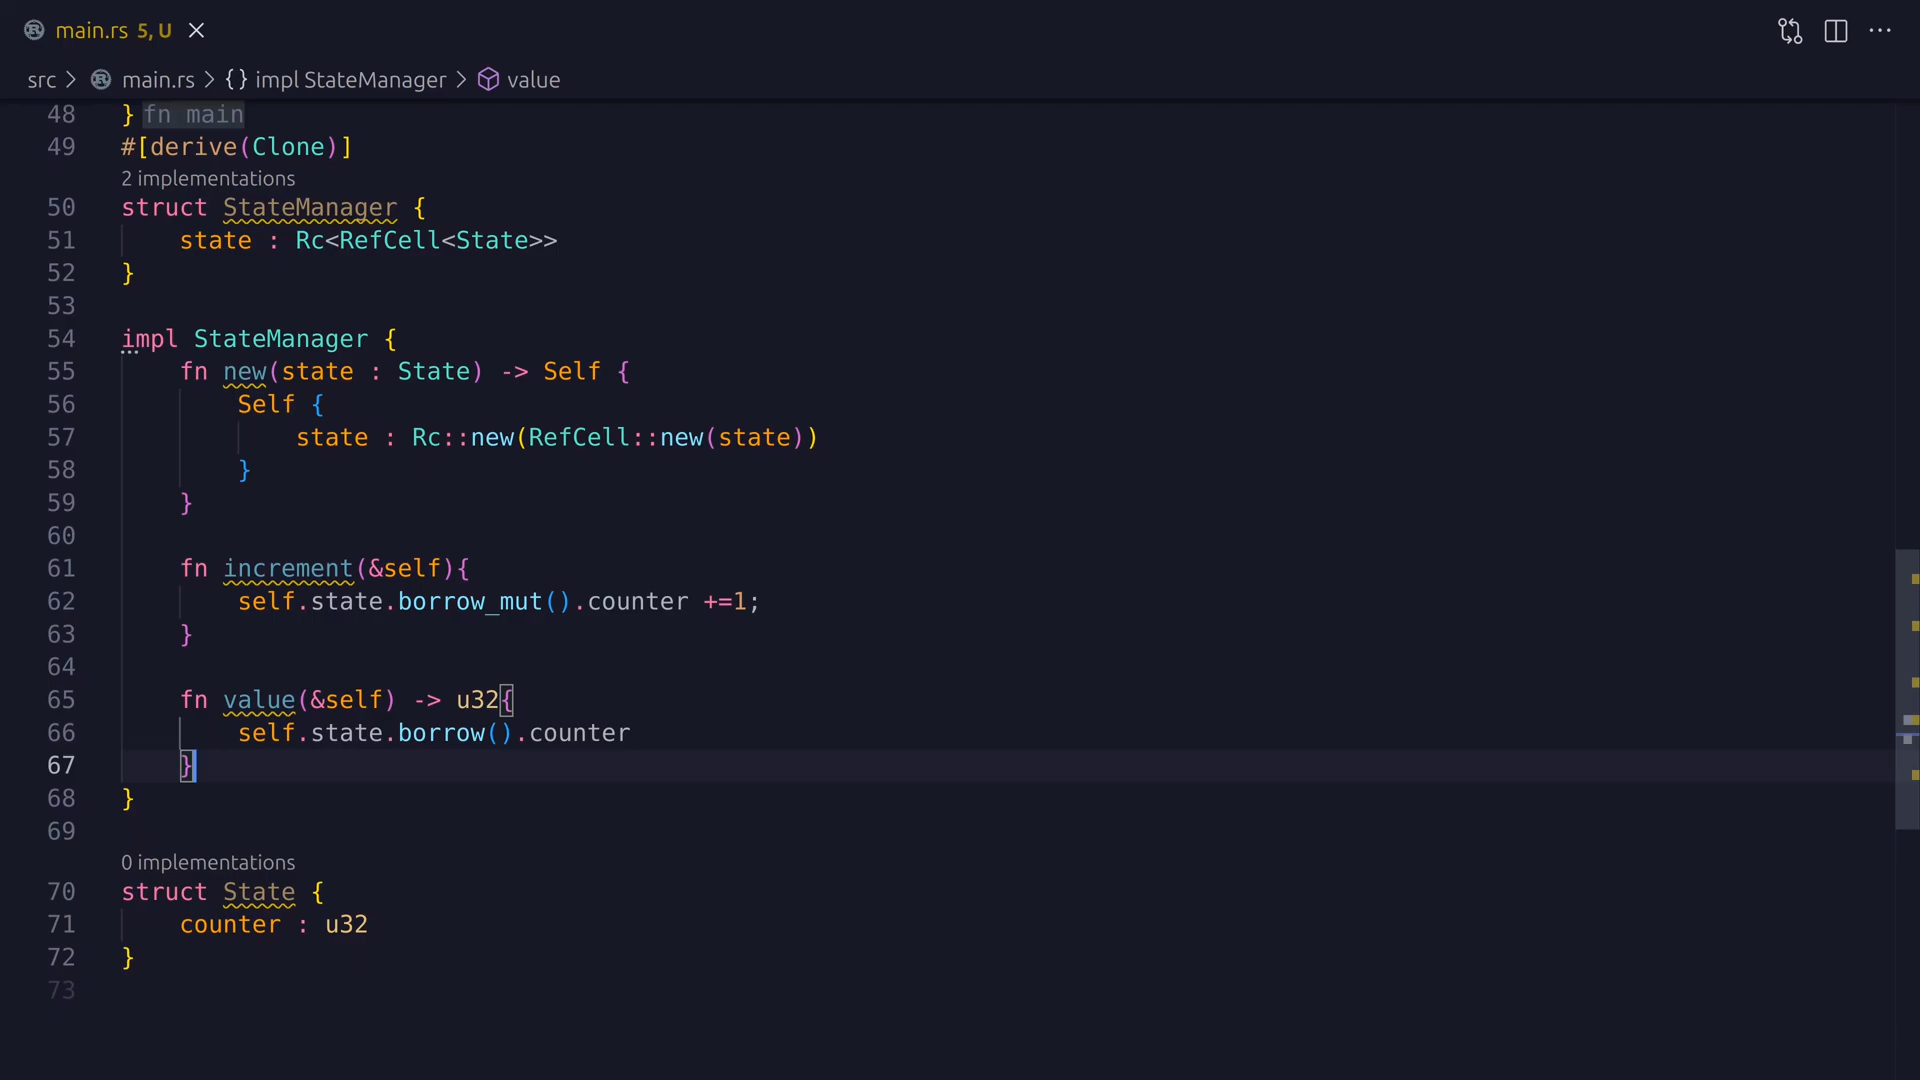 main.rs 5, U
src > main.rs > {} impl StateManager > value
48 } fn main
49 #[derive(Clone)]
2 implementations
50 struct StateManager {
51     state : Rc<RefCell<State>>
52 }
53
54 impl StateManager {
55     fn new(state : State) -> Self {
56         Self {
57             state : Rc::new(RefCell::new(state))
58         }
59     }
60
61     fn increment(&self){
62         self.state.borrow_mut().counter +=1;
63     }
64
65     fn value(&self) -> u32{
66         self.state.borrow().counter
67     }
68 }
69
0 implementations
70 struct State {
71     counter : u32
72 }
73